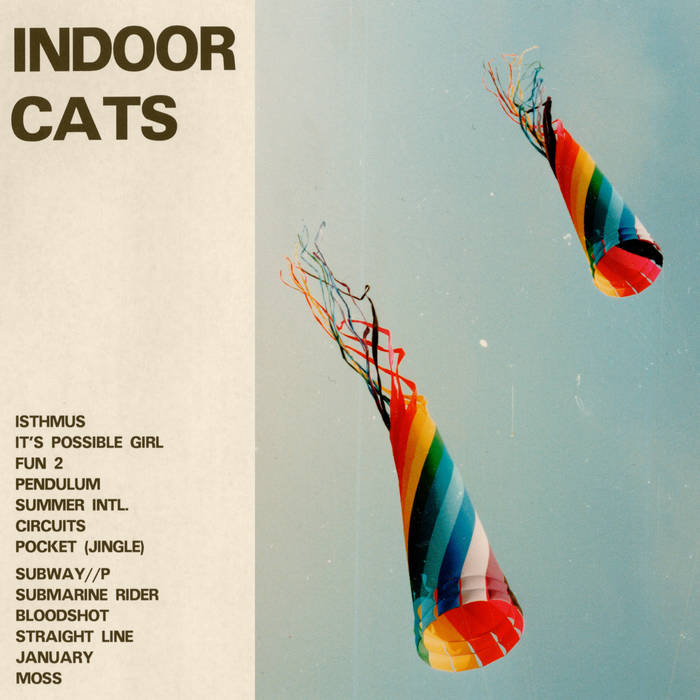 INDOOR
CATS
ISTHMUS
IT'S POSSIBLE GIRL
FUN 2
PENDULUM
SUMMER INTL.
CIRCUITS
POCKET (JINGLE)
SUBWAY//P
SUBMARINE RIDER
BLOODSHOT
STRAIGHT LINE
JANUARY
MOSS